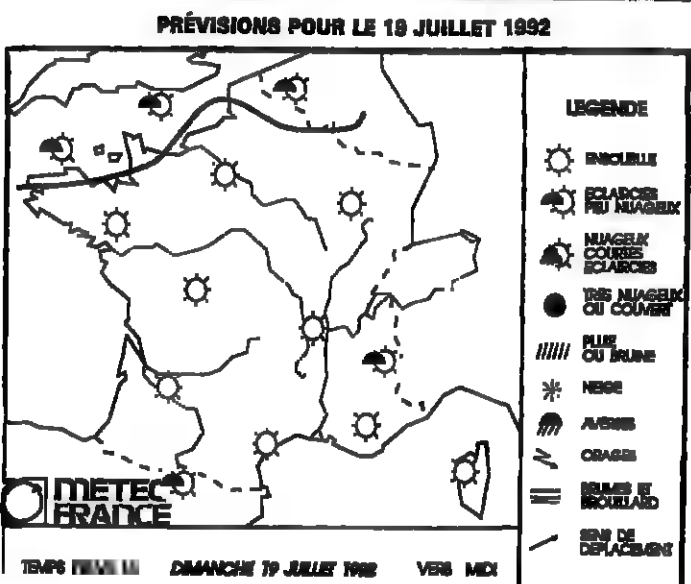 PRÉVISIONS POUR LE 19 JUILLET 1992
LEGENDE
ENSOLEILLE
ECLAIRCIES
PEU NUAGEUX
NUAGEUX
COURTES
ECLAIRCIES
TRES NUAGEUX
OU COUVERT
PLUIE
OU BRUINE
NEIGE
AVERSES
ORAGES
BRUMES ET
BROUILLARD
SENS DE
DEPLACEMENT
METEO
FRANCE
TEMPS
DIMANCHE 19 JUILLET 1992
VERS MIDI